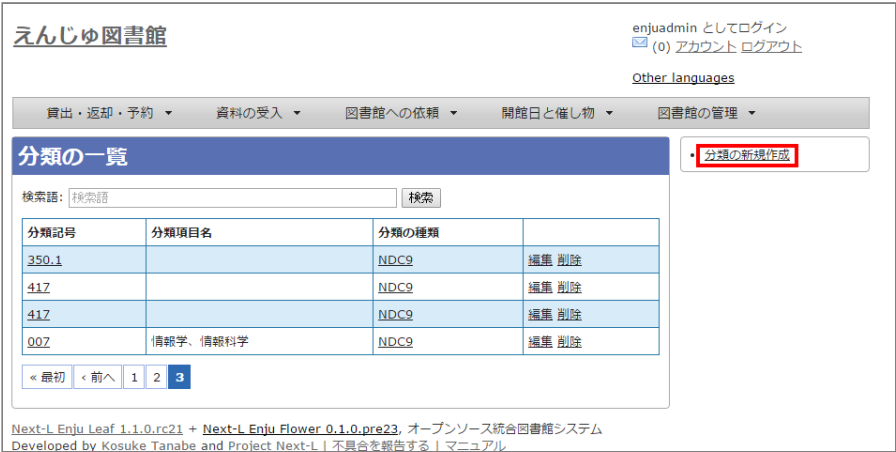 えんじゅ図書館
enjuadmin としてログイン
(0) アカウント ログアウト
Other languages
貸出・返却・予約 ▼ 資料の受入 ▼ 図書館への依頼 ▼ 開館日と催し物 ▼ 図書館の管理 ▼
分類の一覧
• 分類の新規作成
検索語: 検索語 検索
分類記号 分類項目名 分類の種類
350.1 NDC9 編集 削除
417 NDC9 編集 削除
417 NDC9 編集 削除
007 情報学、情報科学 NDC9 編集 削除
« 最初 ‹ 前へ 1 2 3
Next-L Enju Leaf 1.1.0.rc21 + Next-L Enju Flower 0.1.0.pre23, オープンソース統合図書館システム
Developed by Kosuke Tanabe and Project Next-L | 不具合を報告する | マニュアル